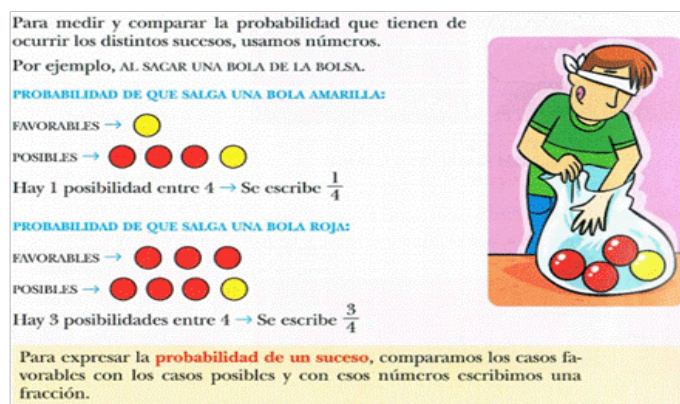 Para medir y comparar la probabilidad que tienen de
ocurrir los distintos sucesos, usamos números.
Por ejemplo, AL SACAR UNA BOLA DE LA BOLSA.
PROBABILIDAD DE QUE SALGA UNA BOLA AMARILLA:
FAVORABLES →
POSIBLES →
Hay 1 posibilidad entre 4 → Se escribe 1/4
PROBABILIDAD DE QUE SALGA UNA BOLA ROJA:
FAVORABLES →
POSIBLES →
Hay 3 posibilidades entre 4 → Se escribe 3/4
Para expresar la probabilidad de un suceso, comparamos los casos fa-
vorables con los casos posibles y con esos números escribimos una
fracción.